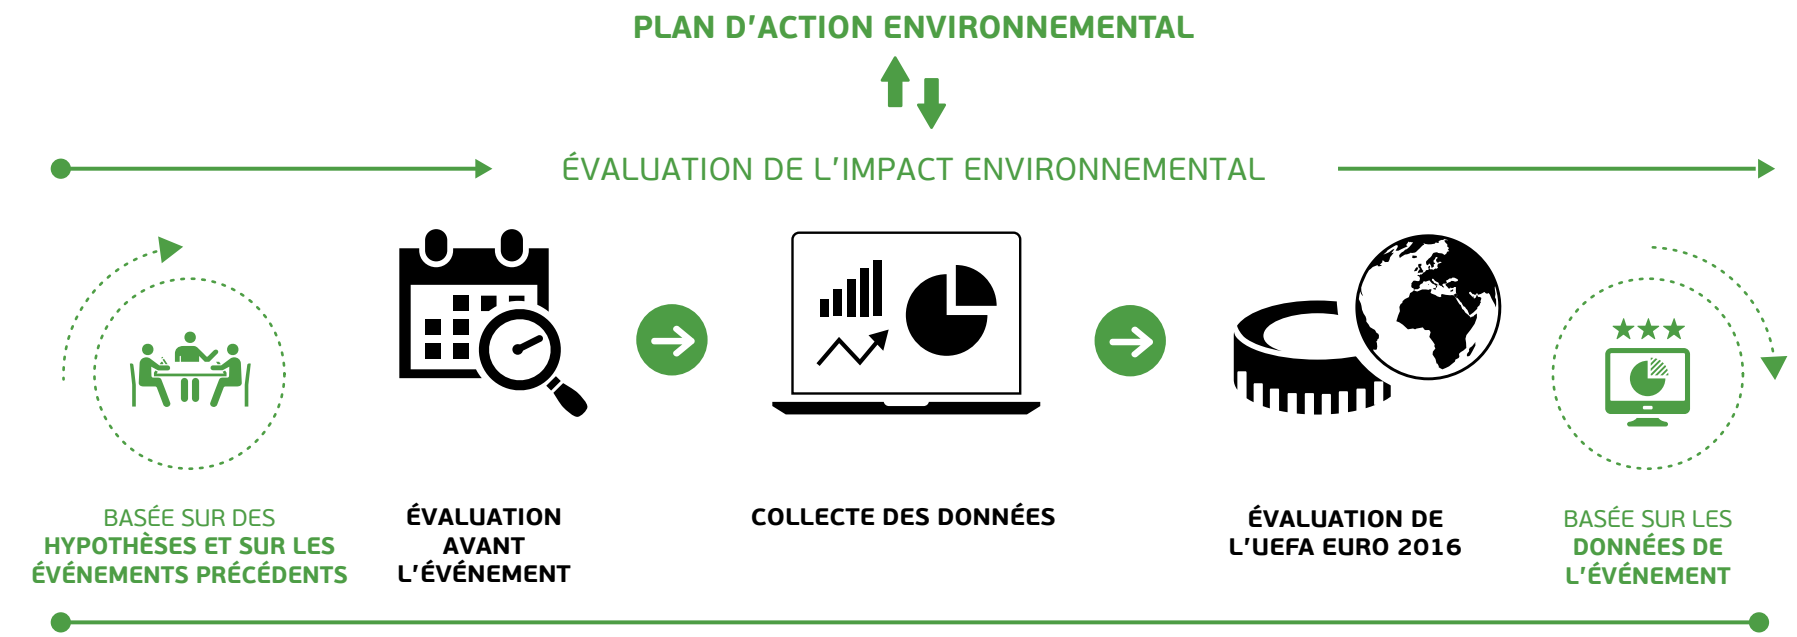 PLAN D'ACTION ENVIRONNEMENTAL
ÉVALUATION DE L'IMPACT ENVIRONNEMENTAL
BASÉE SUR DES
HYPOTHÈSES ET SUR LES
ÉVÉNEMENTS PRÉCÉDENTS
ÉVALUATION
AVANT
L'ÉVÉNEMENT
COLLECTE DES DONNÉES
ÉVALUATION DE
L'UEFA EURO 2016
BASÉE SUR LES
DONNÉES DE
L'ÉVÉNEMENT